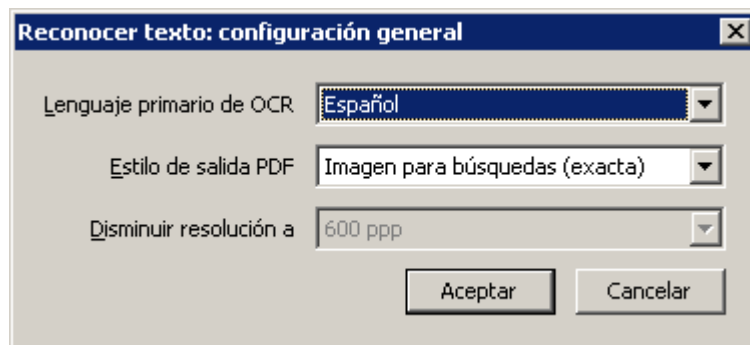 Reconocer texto: configuración general
Lenguaje primario de OCR Español
Estilo de salida PDF Imagen para búsquedas (exacta)
Disminuir resolución a 600 ppp
Aceptar Cancelar